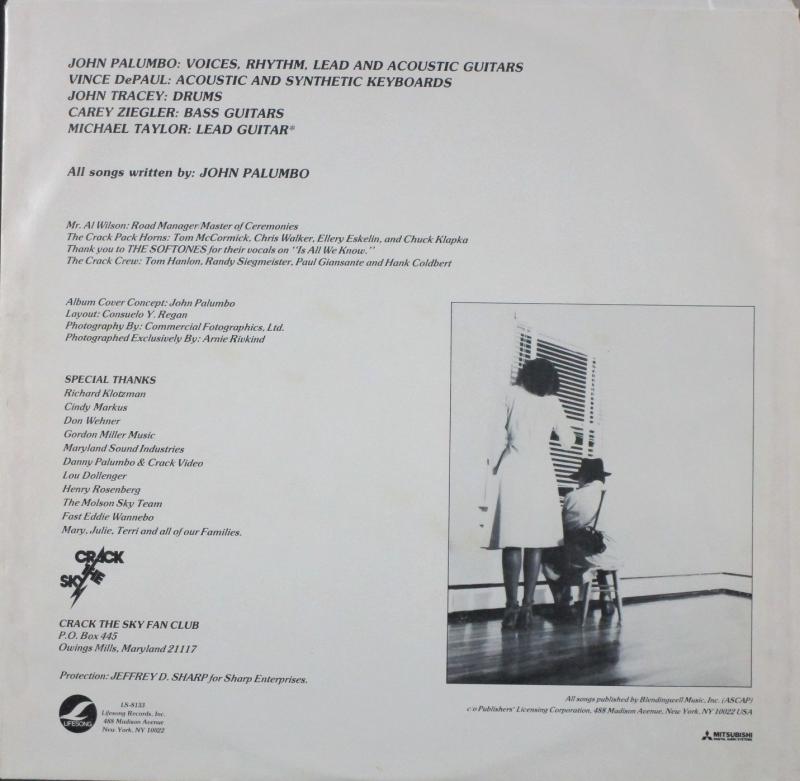 JOHN PALUMBO: VOICES, RHYTHM, LEAD AND ACOUSTIC GUITARS
VINCE DePAUL: ACOUSTIC AND SYNTHETIC KEYBOARDS
JOHN TRACEY: DRUMS
CAREY ZIEGLER: BASS GUITARS
MICHAEL TAYLOR: LEAD GUITAR*
All songs written by: JOHN PALUMBO
Mr. Al Wilson: Road Manager/Master of Ceremonies
The Crack Pack Horns: Tom McCormick, Chris Walker, Ellery Eskelin, and Chuck Klapka
Thank you to THE SOFTONES for their vocals on "Is All We Know."
The Crack Crew: Tom Hanlon, Randy Siegmeister, Paul Giansante and Hank Coldbert
Album Cover Concept: John Palumbo
Layout: Consuelo Y. Regan
Photography By: Commercial Fotographics, Ltd.
Photographed Exclusively By: Arnie Rivkind
SPECIAL THANKS
Richard Klotzman
Cindy Markus
Don Wehner
Gordon Miller Music
Maryland Sound Industries
Danny Palumbo & Crack Video
Lou Dollenger
Henry Rosenberg
The Molson Sky Team
Fast Eddie Wannebo
Mary, Julie, Terri and all of our Families.
CRACK
THE
SKY
CRACK THE SKY FAN CLUB
P.O. Box 445
Owings Mills, Maryland 21117
Protection: JEFFREY D. SHARP for Sharp Enterprises.
LIFESONG
LS-8133
Lifesong Records, Inc.
488 Madison Avenue
New York, NY 10022
All songs published by Blendingwell Music, Inc. (ASCAP)
c/o Publishers' Licensing Corporation, 488 Madison Avenue, New York, NY 10022 USA
MITSUBISHI
DIGITAL AUDIO SYSTEMS